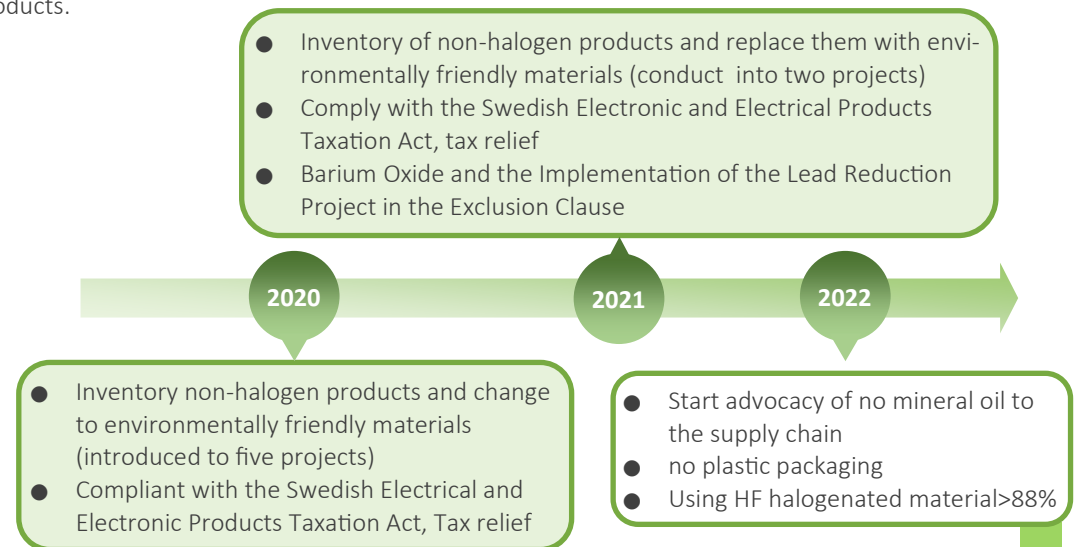 oducts.
● Inventory of non-halogen products and replace them with envi-
ronmentally friendly materials (conduct into two projects)
● Comply with the Swedish Electronic and Electrical Products
Taxation Act, tax relief
● Barium Oxide and the Implementation of the Lead Reduction
Project in the Exclusion Clause
2020
2021
2022
● Inventory non-halogen products and change
to environmentally friendly materials
(introduced to five projects)
● Compliant with the Swedish Electrical and
Electronic Products Taxation Act, Tax relief
● Start advocacy of no mineral oil to
the supply chain
● no plastic packaging
● Using HF halogenated material>88%